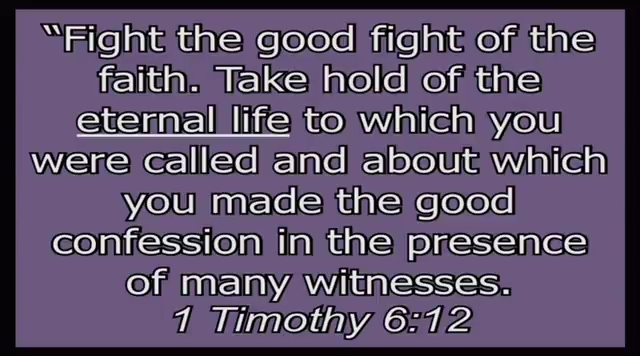 “Fight the good fight of the
faith. Take hold of the
eternal life to which you
were called and about which
you made the good
confession in the presence
of many witnesses.
1 Timothy 6:12